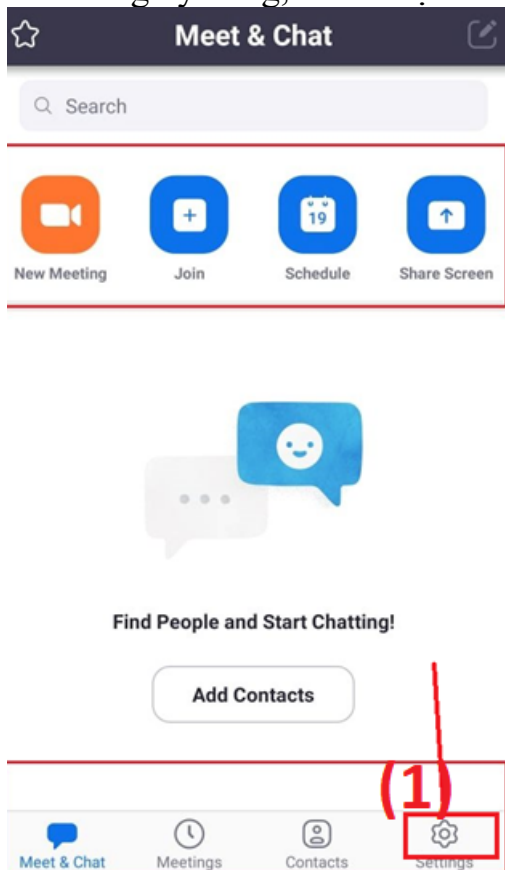 Meet & Chat
Search
19
New Meeting Join Schedule Share Screen
Find People and Start Chatting!
Add Contacts
(1)
Meet & Chat Meetings Contacts Settings